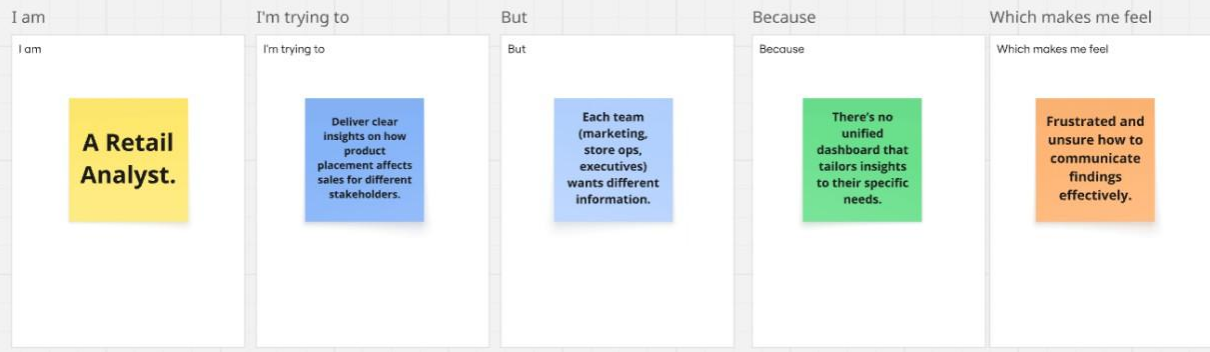 I am
I'm trying to
But
Because
Which makes me feel
I am
I'm trying to
But
Because
Which makes me feel
A Retail
Analyst.
Deliver clear
insights on how
product
placement affects
sales for different
stakeholders.
Each team
(marketing,
store ops,
executives)
wants different
information.
There's no
unified
dashboard that
tailors insights
to their specific
needs.
Frustrated and
unsure how to
communicate
findings
effectively.